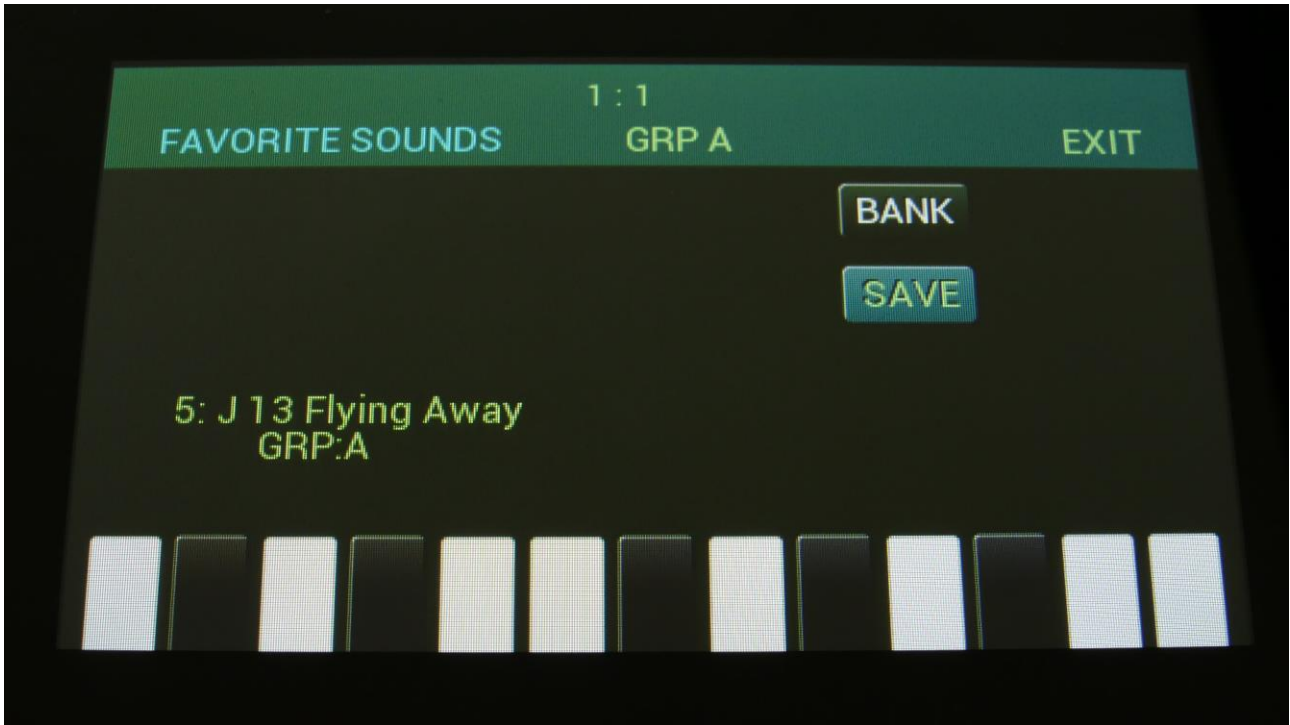 1 : 1
FAVORITE SOUNDS GRP A EXIT
BANK
SAVE
5: J 13 Flying Away
GRP:A